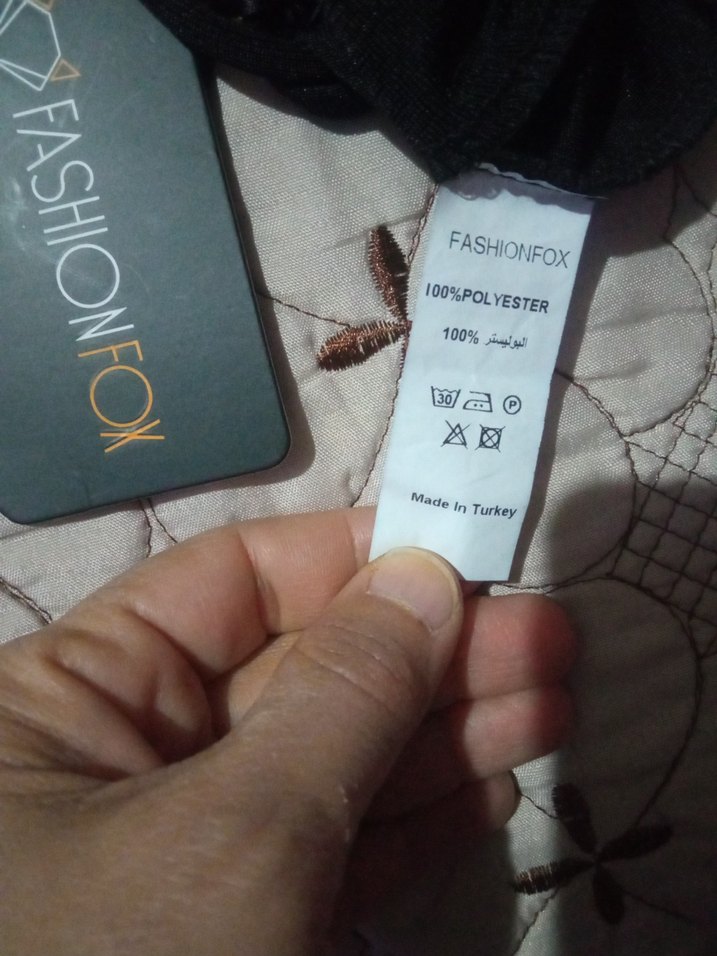 FASHIONFOX
FASHIONFOX
100%POLYESTER
100% البوليستر
30
P
Made In Turkey